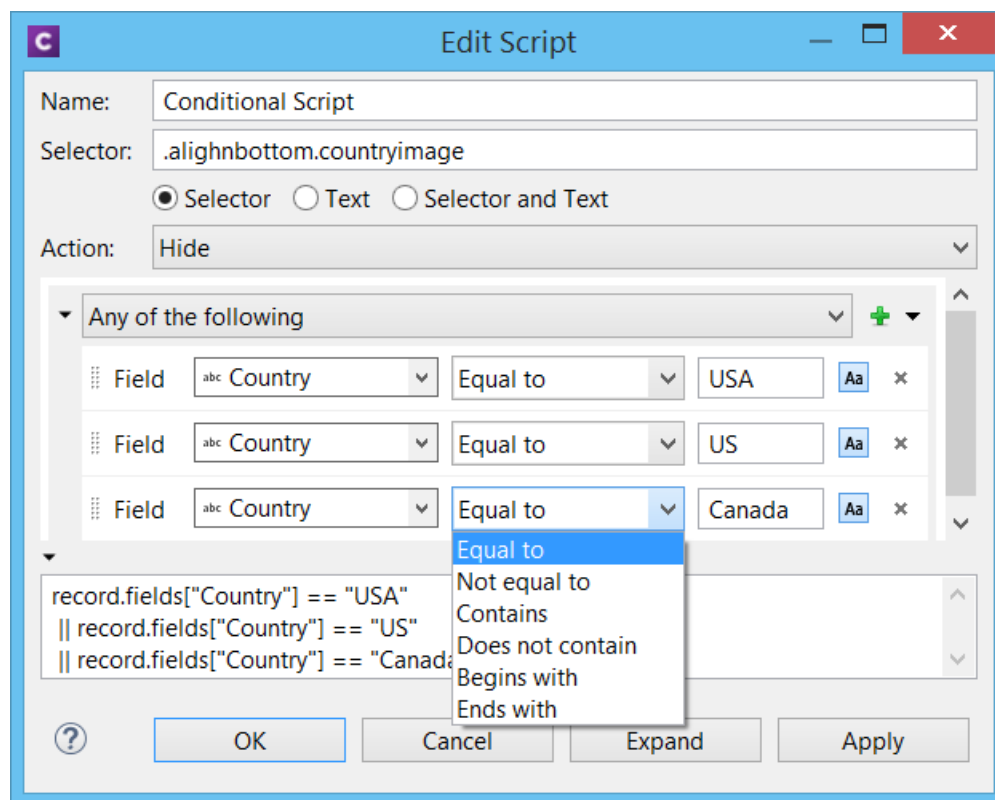 C Edit Script
Name: Conditional Script
Selector: .alighnbottom.countryimage
Selector Text Selector and Text
Action: Hide
Any of the following
Field abc Country Equal to USA Aa
Field abc Country Equal to US Aa
Field abc Country Equal to Canada Aa
Equal to
Not equal to
Contains
Does not contain
Begins with
Ends with
record.fields["Country"] == "USA"
|| record.fields["Country"] == "US"
|| record.fields["Country"] == "Canada
? OK Cancel Expand Apply